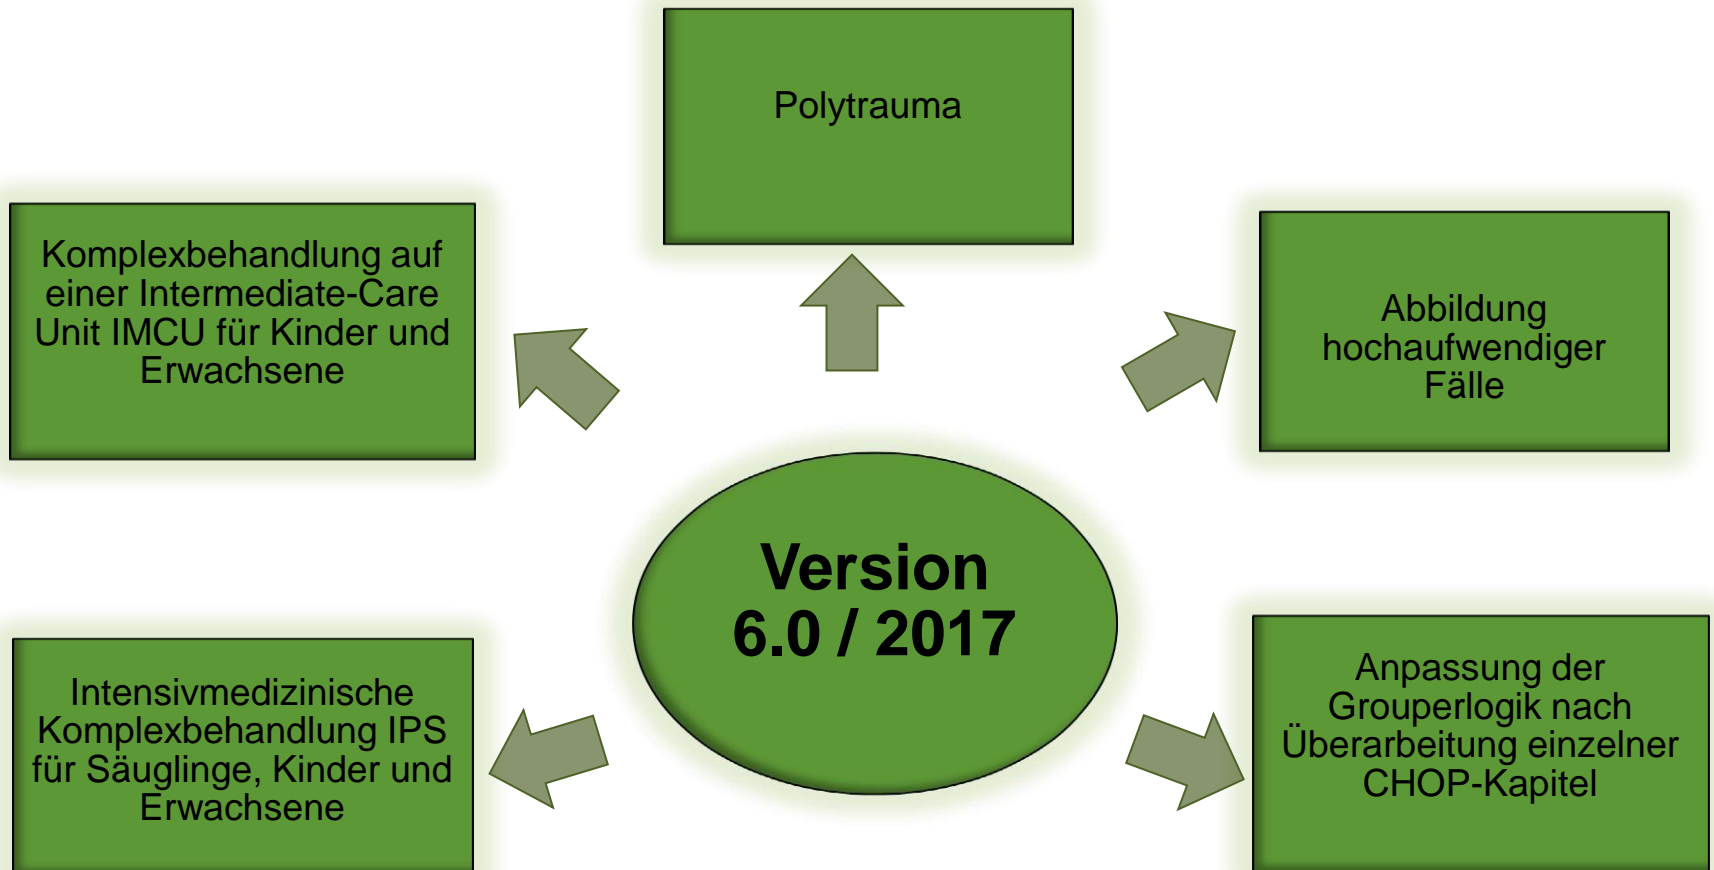 Polytrauma
Komplexbehandlung auf
einer Intermediate-Care
Unit IMCU für Kinder und
Erwachsene
Abbildung
hochaufwendiger
Fälle
Version
6.0 / 2017
Intensivmedizinische
Komplexbehandlung IPS
für Säuglinge, Kinder und
Erwachsene
Anpassung der
Grouperlogik nach
Überarbeitung einzelner
CHOP-Kapitel